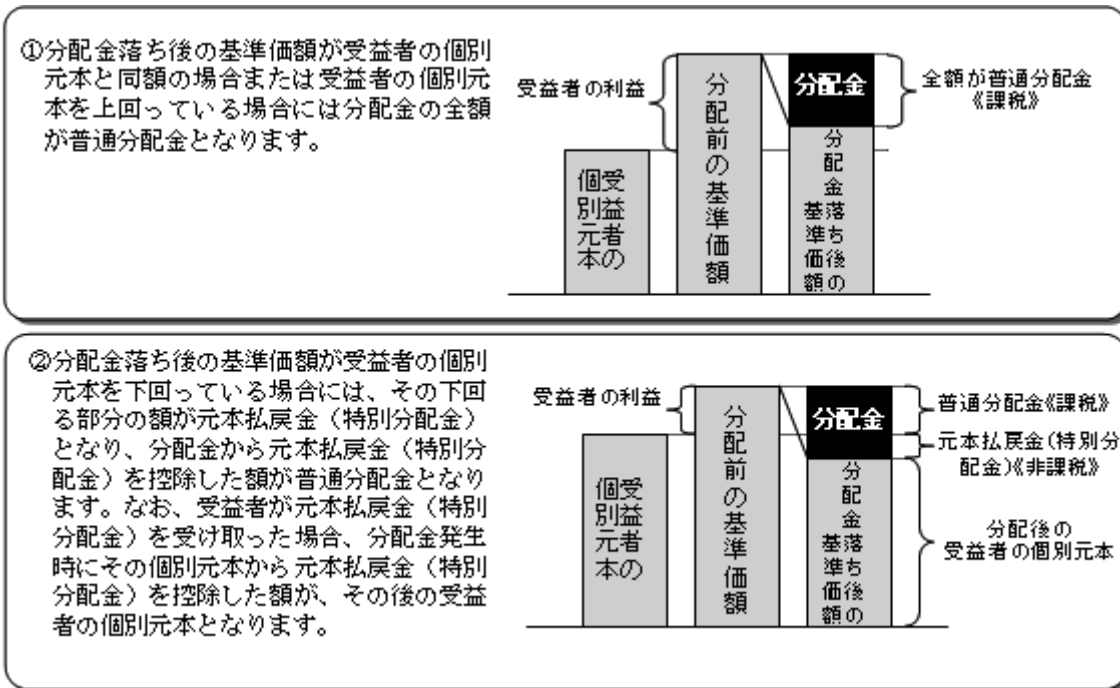 ①分配金落ち後の基準価額が受益者の個別
元本と同額の場合または受益者の個別元
本を上回っている場合には分配金の全額
が普通分配金となります。
受益者の利益
受益者の
個別元本
分配前の基準価額
分配金
分配金
落ち後の
基準価額
全額が普通分配金
《課税》
②分配金落ち後の基準価額が受益者の個別
元本を下回っている場合には、その下回
る部分の額が元本払戻金（特別分配金）
となり、分配金から元本払戻金（特別分
配金）を控除した額が普通分配金となり
ます。なお、受益者が元本払戻金（特別
分配金）を受け取った場合、分配金発生
時にその個別元本から元本払戻金（特別
分配金）を控除した額が、その後の受益
者の個別元本となります。
受益者の利益
受益者の
個別元本
分配前の基準価額
分配金
分配金
落ち後の
基準価額
普通分配金《課税》
元本払戻金(特別分
配金)《非課税》
分配後の
受益者の個別元本